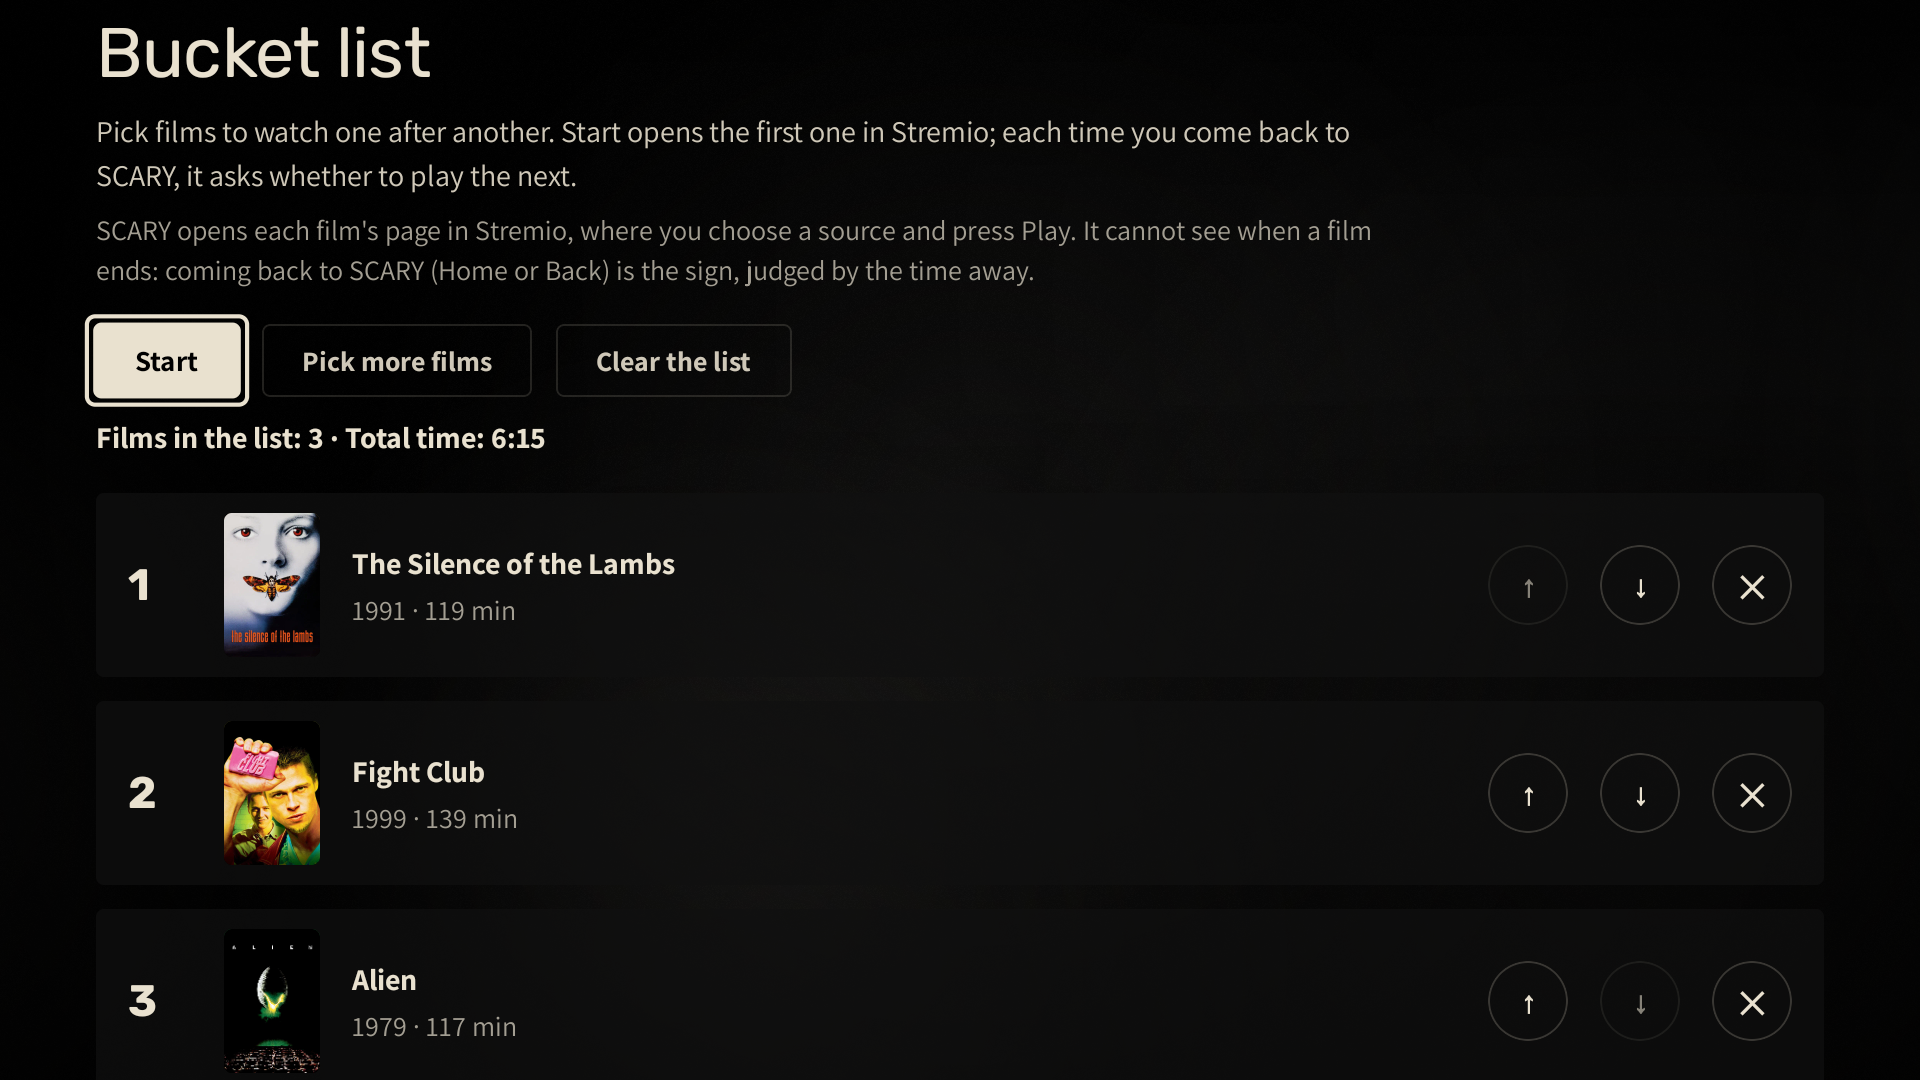 Bucket list
Pick films to watch one after another. Start opens the first one in Stremio; each time you come back to
SCARY, it asks whether to play the next.
SCARY opens each film's page in Stremio, where you choose a source and press Play. It cannot see when a film
ends: coming back to SCARY (Home or Back) is the sign, judged by the time away.
Start
Pick more films
Clear the list
Films in the list: 3 · Total time: 6:15
1
the silence of the lambs
The Silence of the Lambs
1991 · 119 min
↑ ↓ ×
2
FIGHT
CLUB
Fight Club
1999 · 139 min
↑ ↓ ×
3
ALIEN
Alien
1979 · 117 min
↑ ↓ ×